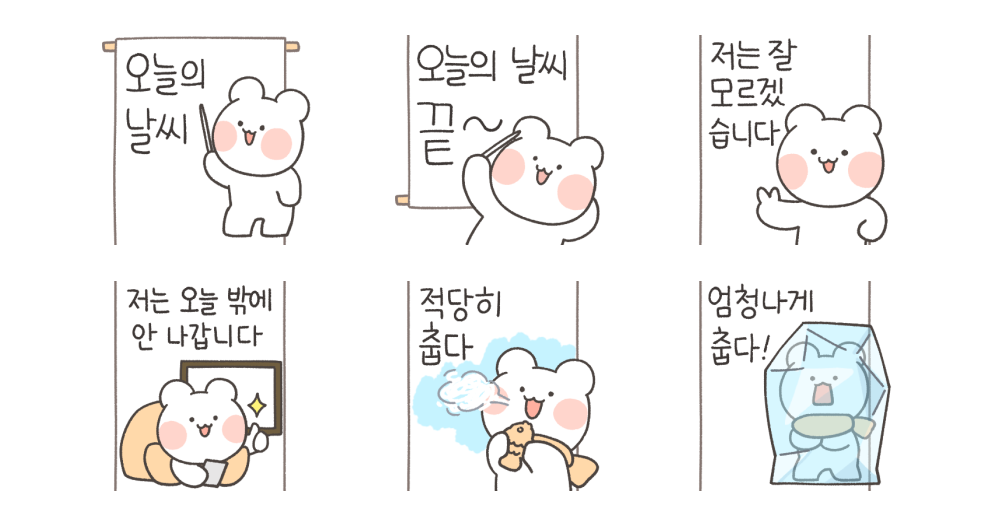 오늘의
날씨
오늘의 날씨
끝~
저는 잘
모르겠
습니다
저는 오늘 밖에
안 나갑니다
적당히
춥다
엄청나게
춥다!